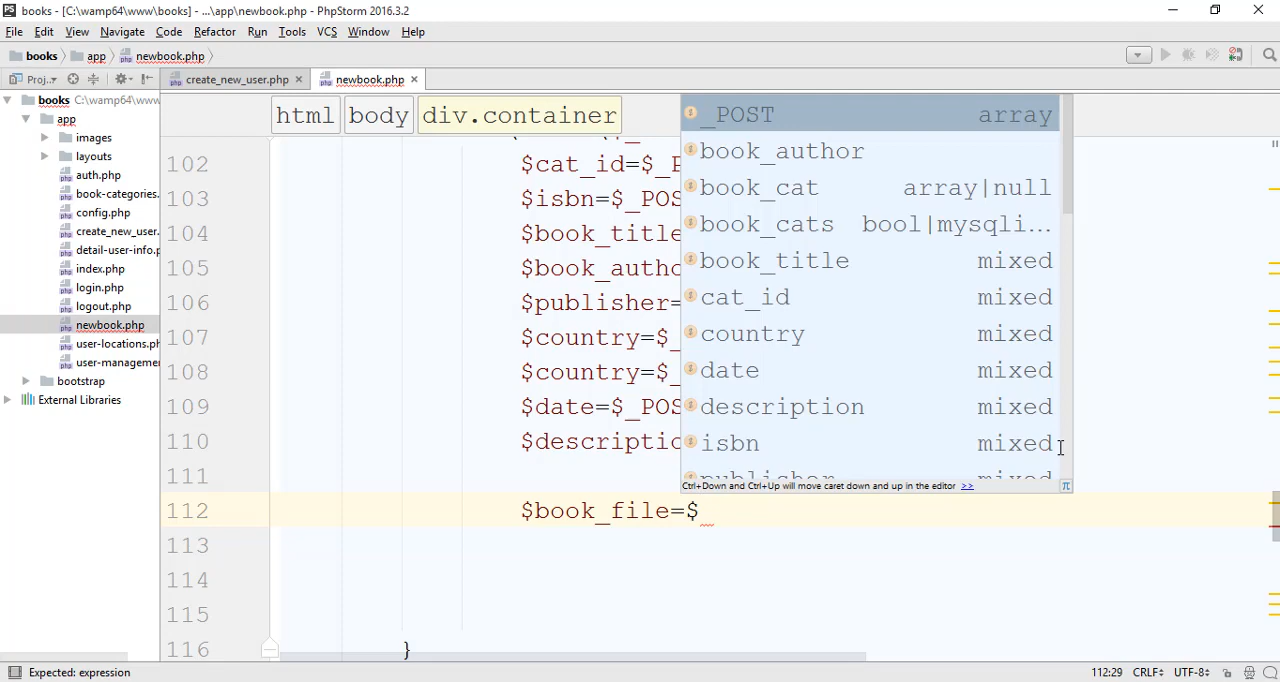 books - [C:\wamp64\www\books] - ...\app\newbook.php - PhpStorm 2016.3.2
File Edit View Navigate Code Refactor Run Tools VCS Window Help
books app newbook.php
Proj... create_new_user.php newbook.php
books C:\wamp64\www
app
images
layouts
auth.php
book-categories.
config.php
create_new_user.
detail-user-info.p
index.php
login.php
logout.php
newbook.php
user-locations.ph
user-managemen
bootstrap
External Libraries
html body div.container
102 $cat_id=$_P
103 $isbn=$_POS
104 $book_title
105 $book_autho
106 $publisher=
107 $country=$_
108 $country=$_
109 $date=$_POS
110 $descriptio
111
112 $book_file=$
113
114
115
116 }
_POST array
book_author
book_cat array|null
book_cats bool|mysqli...
book_title mixed
cat_id mixed
country mixed
date mixed
description mixed
isbn mixed
publisher mixed
Ctrl+Down and Ctrl+Up will move caret down and up in the editor >> π
Expected: expression 112:29 CRLF÷ UTF-8÷